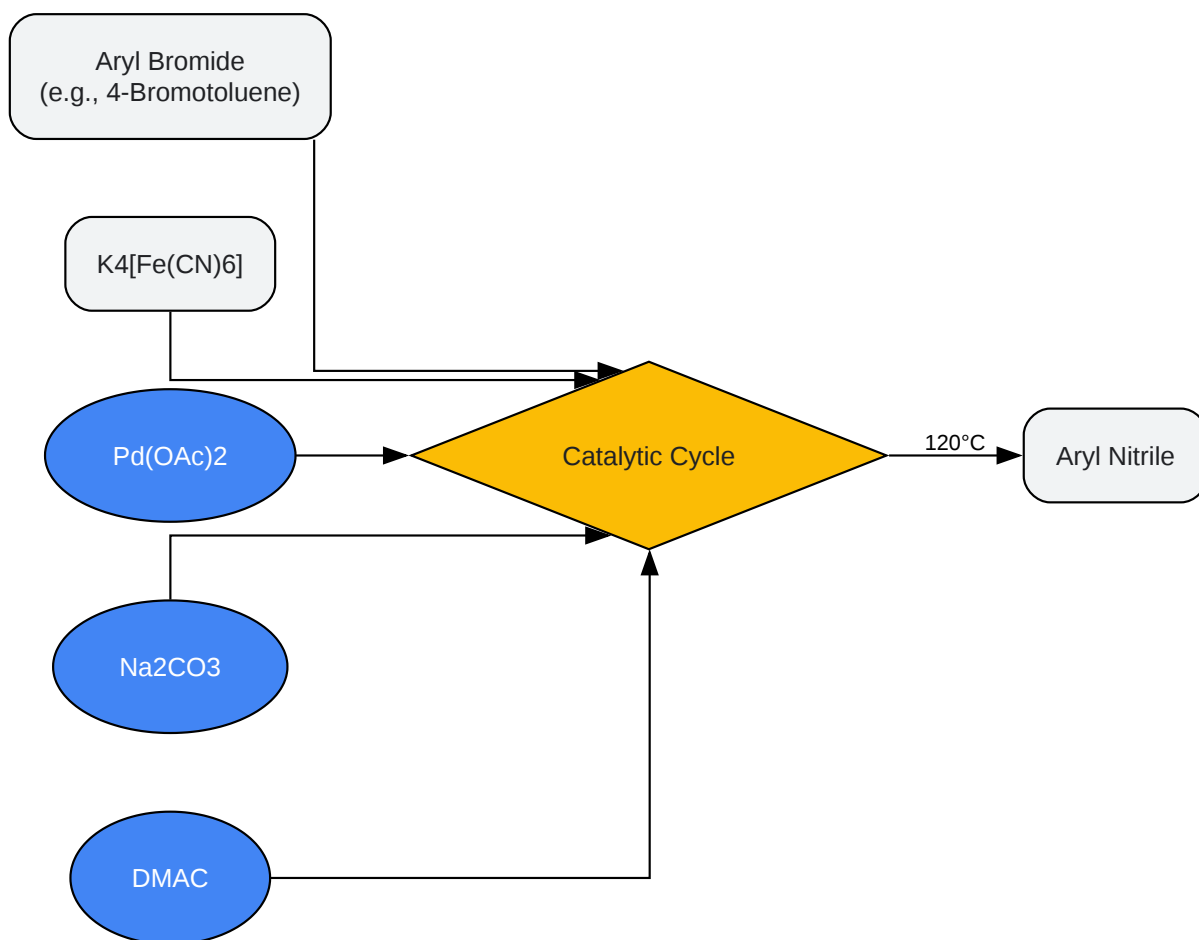 Aryl Bromide
(e.g., 4-Bromotoluene)
K4[Fe(CN)6]
Pd(OAc)2
Catalytic Cycle
120°C
Aryl Nitrile
Na2CO3
DMAC